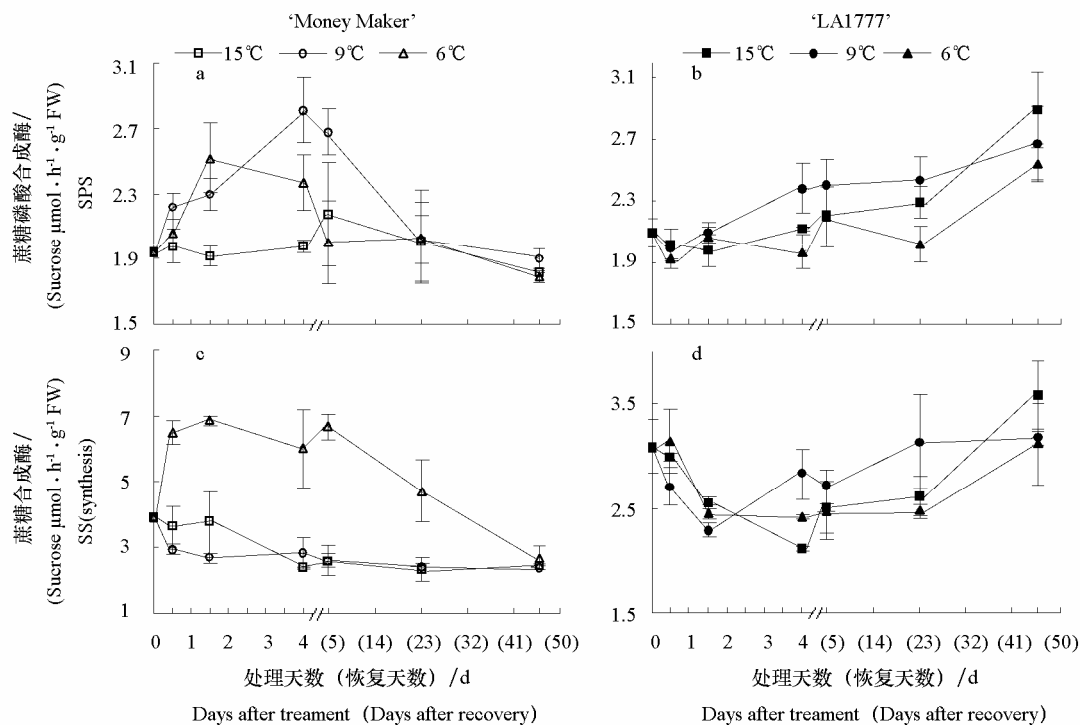 ‘Money Maker’ ‘LA1777’
15℃ 9℃ 6℃ 15℃ 9℃ 6℃
蔗糖磷酸合成酶/
(Sucrose μmol·h⁻¹·g⁻¹ FW)
SPS
3.1 a 3.1 b
2.7 2.7
2.3 2.3
1.9 1.9
1.5 1.5
蔗糖合成酶/
(Sucrose μmol·h⁻¹·g⁻¹ FW)
SS(synthesis)
9 c d
7 3.5
5 2.5
3 1.5
1
0 1 2 4 (5) (14) (23) (32) (41) (50) 0 1 2 4 (5) (14) (23) (32) (41) (50)
处理天数（恢复天数）/d 处理天数（恢复天数）/d
Days after treament（Days after recovery） Days after treament（Days after recovery）